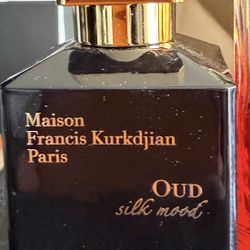 Maison
Francis Kurkdjian
Paris
OUD
silk mood